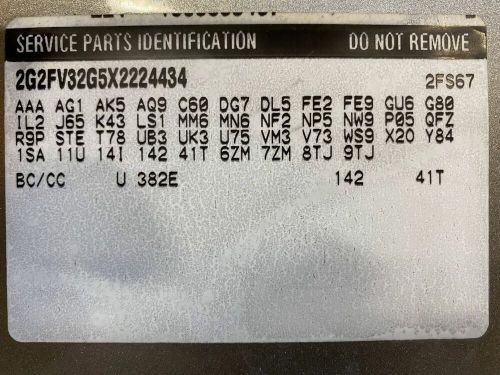 SERVICE PARTS IDENTIFICATION DO NOT REMOVE
2G2FV32G5X2224434 2FS67
AAA AG1 AK5 AQ9 C60 DG7 DL5 FE2 FE9 GU6 G80
IL2 J65 K43 LS1 MM6 MN6 NF2 NP5 NW9 P05 QFZ
R9P STE T78 UB3 UK3 U75 VM3 V73 WS9 X20 Y84
1SA 11U 14I 142 41T 6ZM 7ZM 8TJ 9TJ
BC/CC U 382E 142 41T